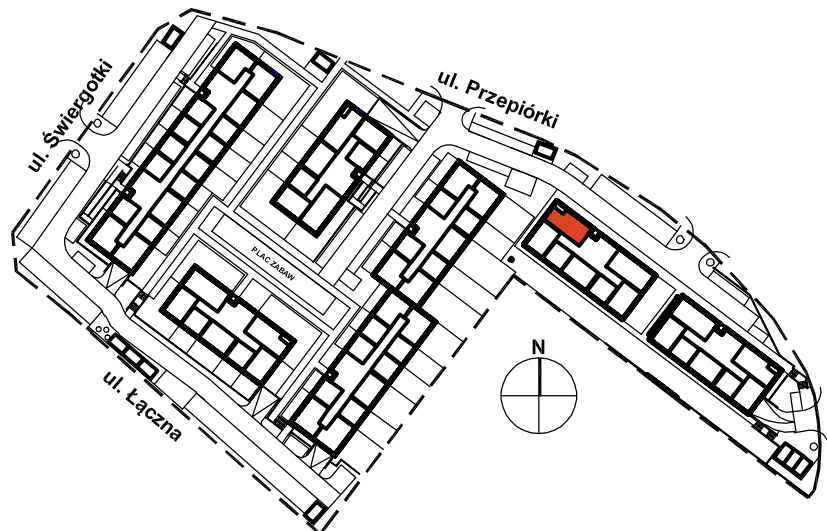 ul. Świergotki
ul. Przepiórki
PLAC ZABAW
N
ul. Łączna